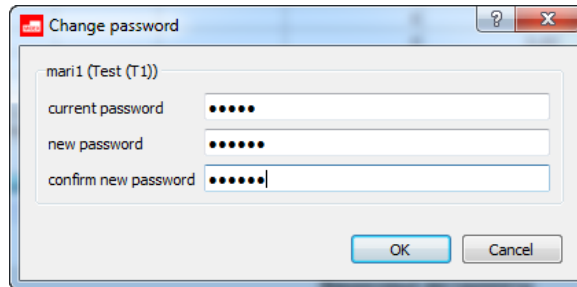 Change password
mari1 (Test (T1))
current password ●●●●●
new password ●●●●●●
confirm new password ●●●●●●
OK Cancel